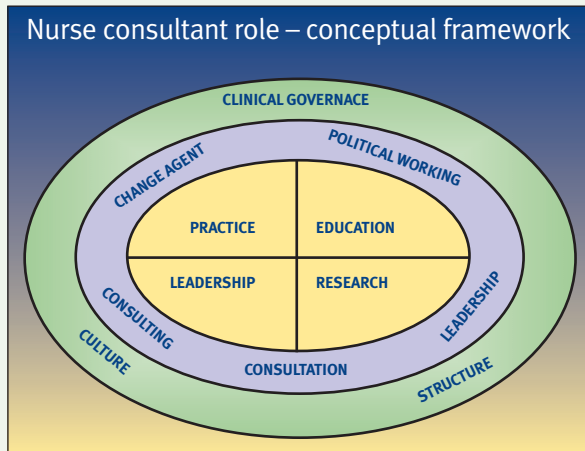 Nurse consultant role – conceptual framework
CLINICAL GOVERNACE
CHANGE AGENT
POLITICAL WORKING
PRACTICE
EDUCATION
LEADERSHIP
RESEARCH
CONSULTING
LEADERSHIP
CULTURE
CONSULTATION
STRUCTURE